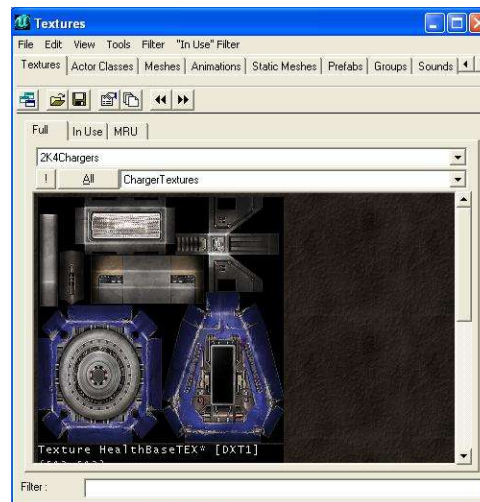 Textures
File Edit View Tools Filter "In Use" Filter
Textures Actor Classes Meshes Animations Static Meshes Prefabs Groups Sounds
Full In Use MRU
2K4Chargers
! All ChargerTextures
Texture HealthBaseTEX* [DXT1]
Filter :